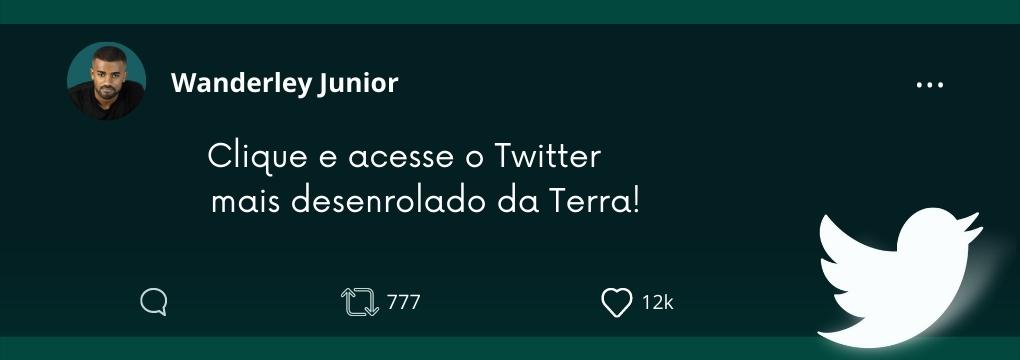 Wanderley Junior
...
Clique e acesse o Twitter
mais desenrolado da Terra!
777
12k